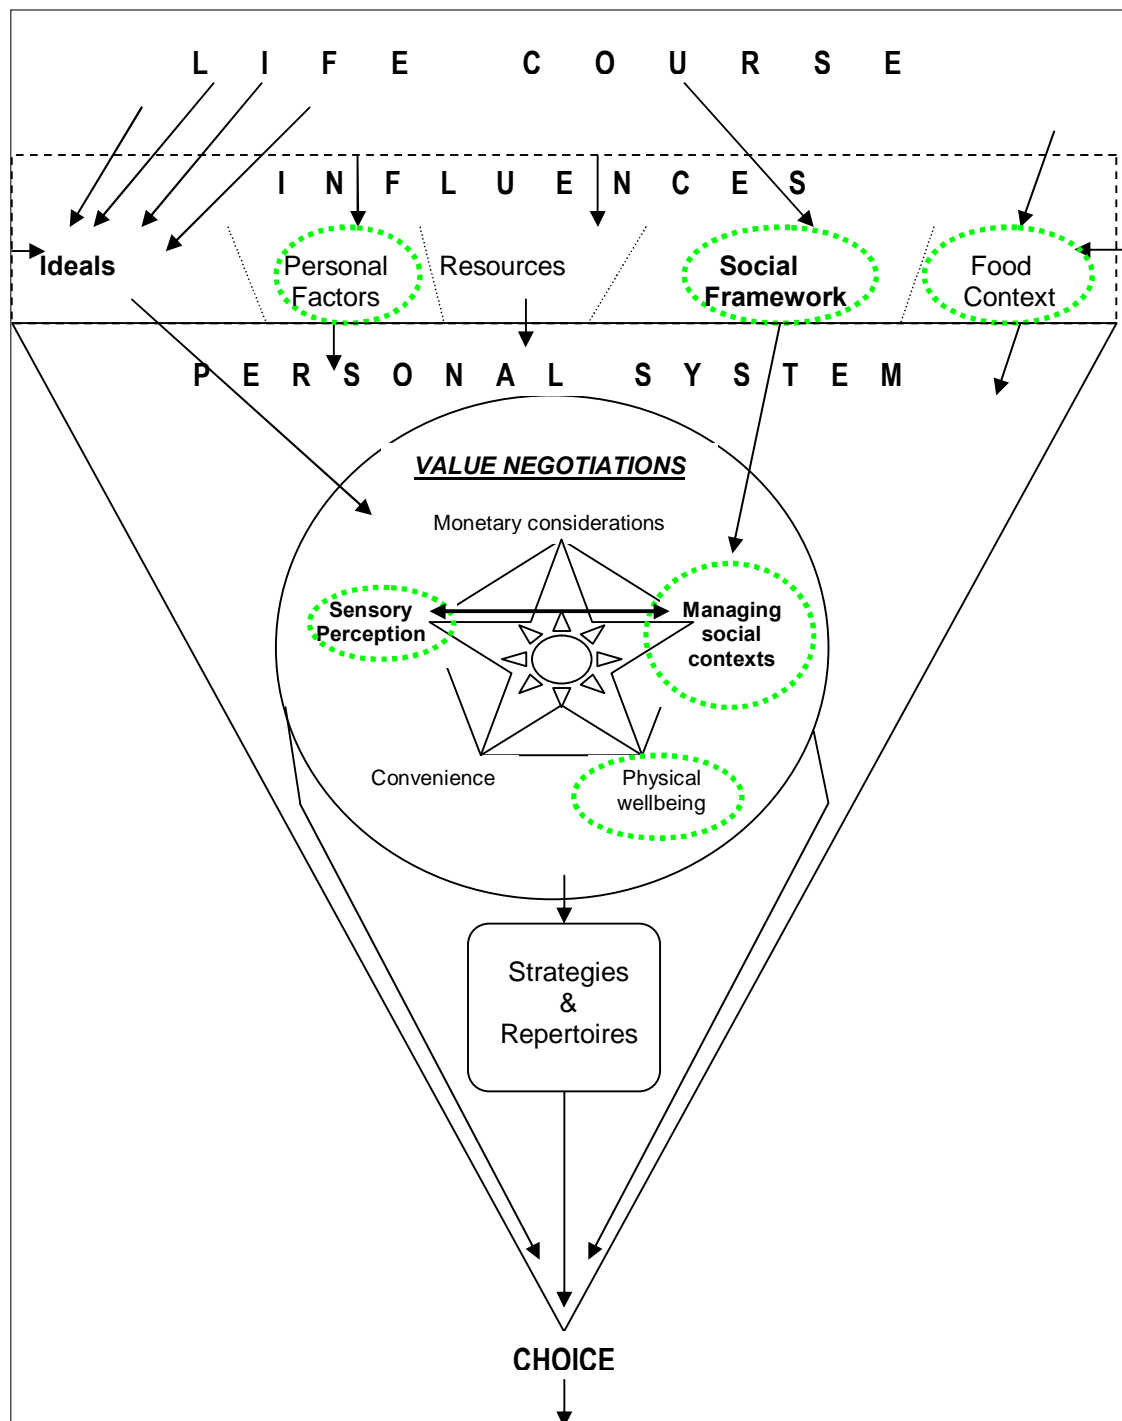 L I F E C O U R S E
I N F L U E N C E S
Ideals
Personal
Factors
Resources
Social
Framework
Food
Context
P E R S O N A L S Y S T E M
VALUE NEGOTIATIONS
Monetary considerations
Sensory
Perception
Managing
social
contexts
Convenience
Physical
wellbeing
Strategies
&
Repertoires
CHOICE